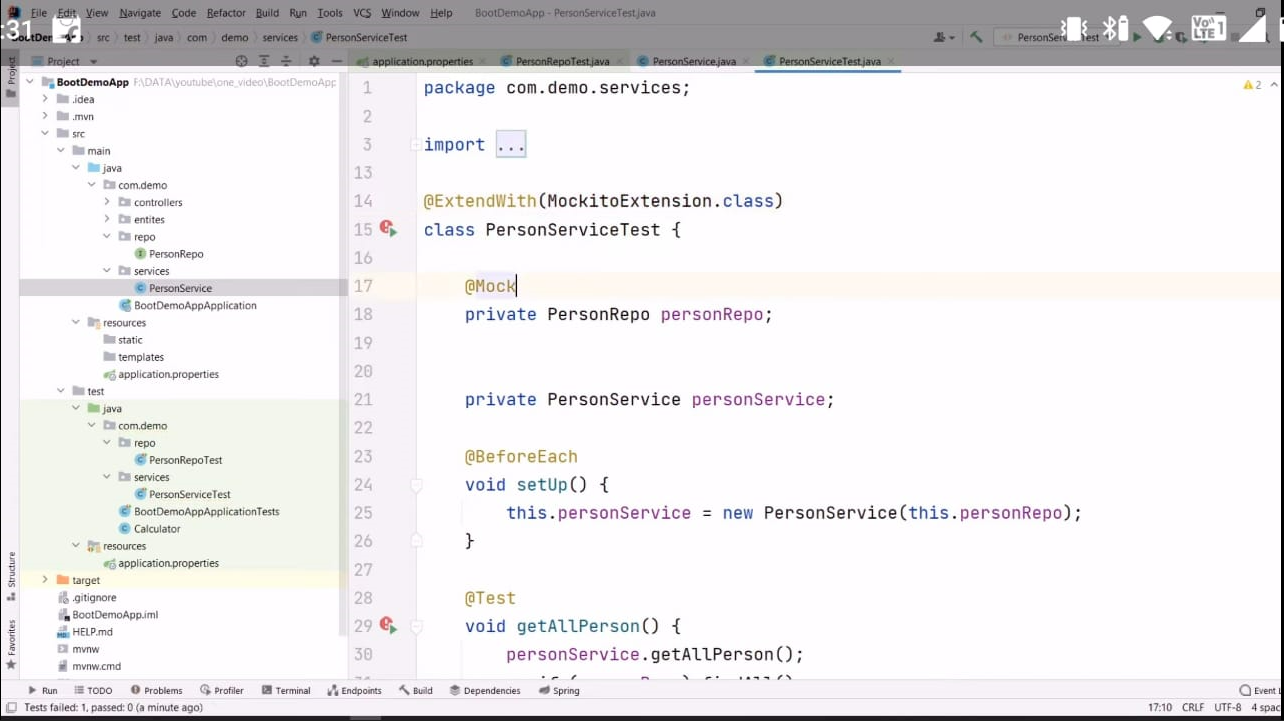 File Edit View Navigate Code Refactor Build Run Tools VCS Window Help BootDemoApp - PersonServiceTest.java
:31
src test java com demo services PersonServiceTest
Vo)) LTE 1
Project
application.properties PersonRepoTest.java PersonService.java PersonServiceTest.java
Project
BootDemoApp F:\DATA\youtube\one_video\BootDemoApp
.idea
.mvn
src
main
java
com.demo
controllers
entites
repo
PersonRepo
services
PersonService
BootDemoAppApplication
resources
static
templates
application.properties
test
java
com.demo
repo
PersonRepoTest
services
PersonServiceTest
BootDemoAppApplicationTests
Calculator
resources
application.properties
target
.gitignore
BootDemoApp.iml
HELP.md
mvnw
mvnw.cmd
Structure
Favorites
1 package com.demo.services;
2
3 import ...
13
14 @ExtendWith(MockitoExtension.class)
15 class PersonServiceTest {
16
17 @Mock
18 private PersonRepo personRepo;
19
20
21 private PersonService personService;
22
23 @BeforeEach
24 void setUp() {
25 this.personService = new PersonService(this.personRepo);
26 }
27
28 @Test
29 void getAllPerson() {
30 personService.getAllPerson();
2
Run TODO Problems Profiler Terminal Endpoints Build Dependencies Spring Event L
Tests failed: 1, passed: 0 (a minute ago) 17:10 CRLF UTF-8 4 spac